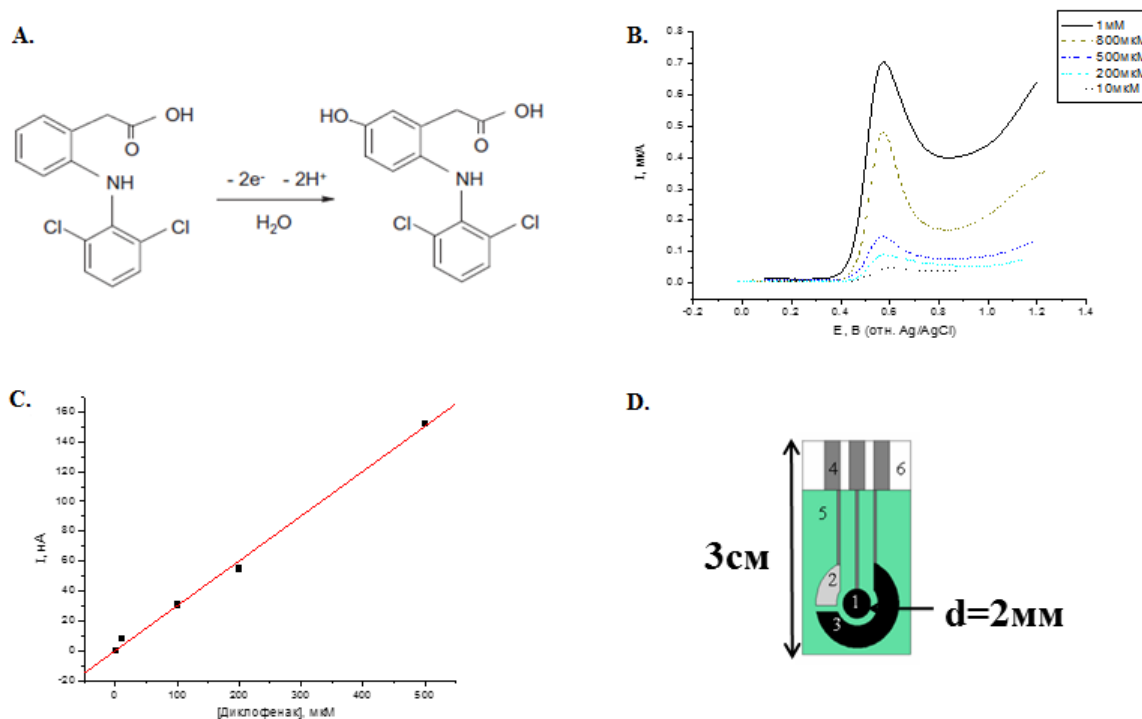 A.
OH
O
NH
Cl
Cl
- 2e⁻ - 2H⁺
H₂O
HO
OH
O
NH
Cl
Cl
B.
1мМ
800мкМ
500мкМ
200мкМ
10мкМ
I, мкА
0.8
0.7
0.6
0.5
0.4
0.3
0.2
0.1
0.0
-0.2
0.0
0.2
0.4
0.6
0.8
1.0
1.2
1.4
E, В (отн. Ag/AgCl)
C.
I, нА
160
140
120
100
80
60
40
20
0
-20
0
100
200
300
400
500
[Диклофенак], мкМ
D.
4
6
5
2
1
3
3см
d=2мм